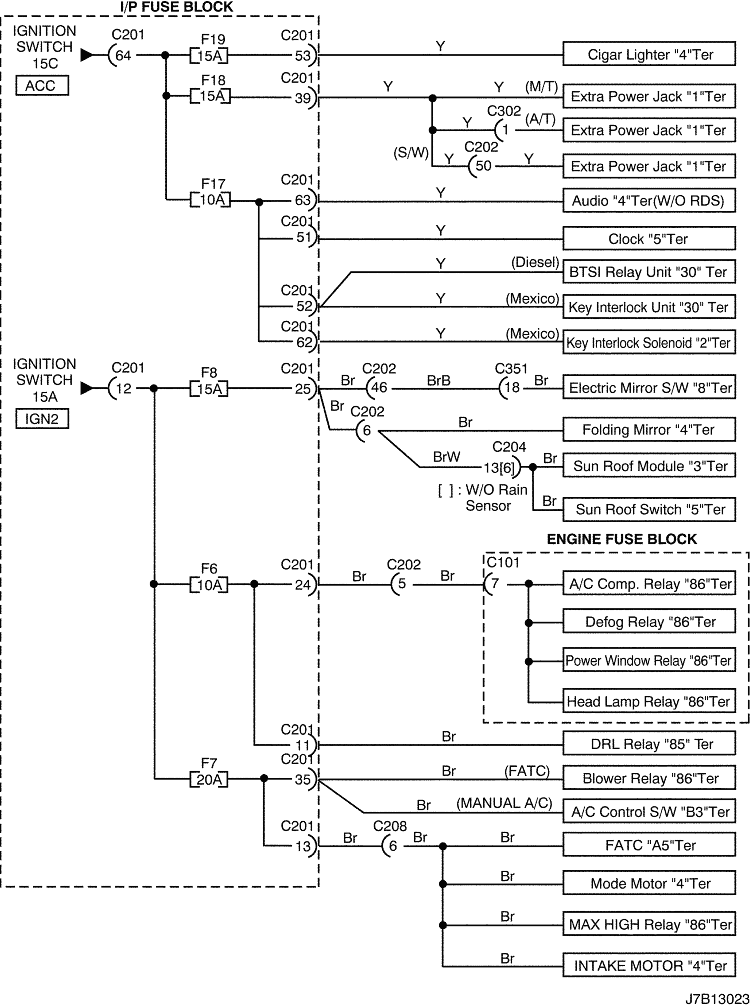 I/P FUSE BLOCK
IGNITION
SWITCH
15C
ACC
C201
64
F19
15A
C201
53
Y
Cigar Lighter "4"Ter
F18
15A
C201
39
Y
Y
(M/T)
Extra Power Jack "1"Ter
Y
C302
1
(A/T)
Extra Power Jack "1"Ter
(S/W)
Y
C202
50
Y
Extra Power Jack "1"Ter
F17
10A
C201
63
Y
Audio "4"Ter(W/O RDS)
C201
51
Y
Clock "5"Ter
Y
(Diesel)
BTSI Relay Unit "30" Ter
C201
52
Y
(Mexico)
Key Interlock Unit "30" Ter
C201
62
Y
(Mexico)
Key Interlock Solenoid "2"Ter
IGNITION
SWITCH
15A
IGN2
C201
12
F8
15A
C201
25
Br
C202
46
BrB
C351
18
Br
Electric Mirror S/W "8"Ter
Br
C202
6
Br
Folding Mirror "4"Ter
BrW
C204
13[6]
Br
Sun Roof Module "3"Ter
[ ] : W/O Rain
Sensor
Br
Sun Roof Switch "5"Ter
ENGINE FUSE BLOCK
F6
10A
C201
24
Br
C202
5
Br
C101
7
A/C Comp. Relay "86"Ter
Defog Relay "86"Ter
Power Window Relay "86"Ter
Head Lamp Relay "86"Ter
C201
11
Br
DRL Relay "85" Ter
F7
20A
C201
35
Br
(FATC)
Blower Relay "86"Ter
Br
(MANUAL A/C)
A/C Control S/W "B3"Ter
C201
13
Br
C208
6
Br
Br
FATC "A5"Ter
Br
Mode Motor "4"Ter
Br
MAX HIGH Relay "86"Ter
Br
INTAKE MOTOR "4"Ter
J7B13023